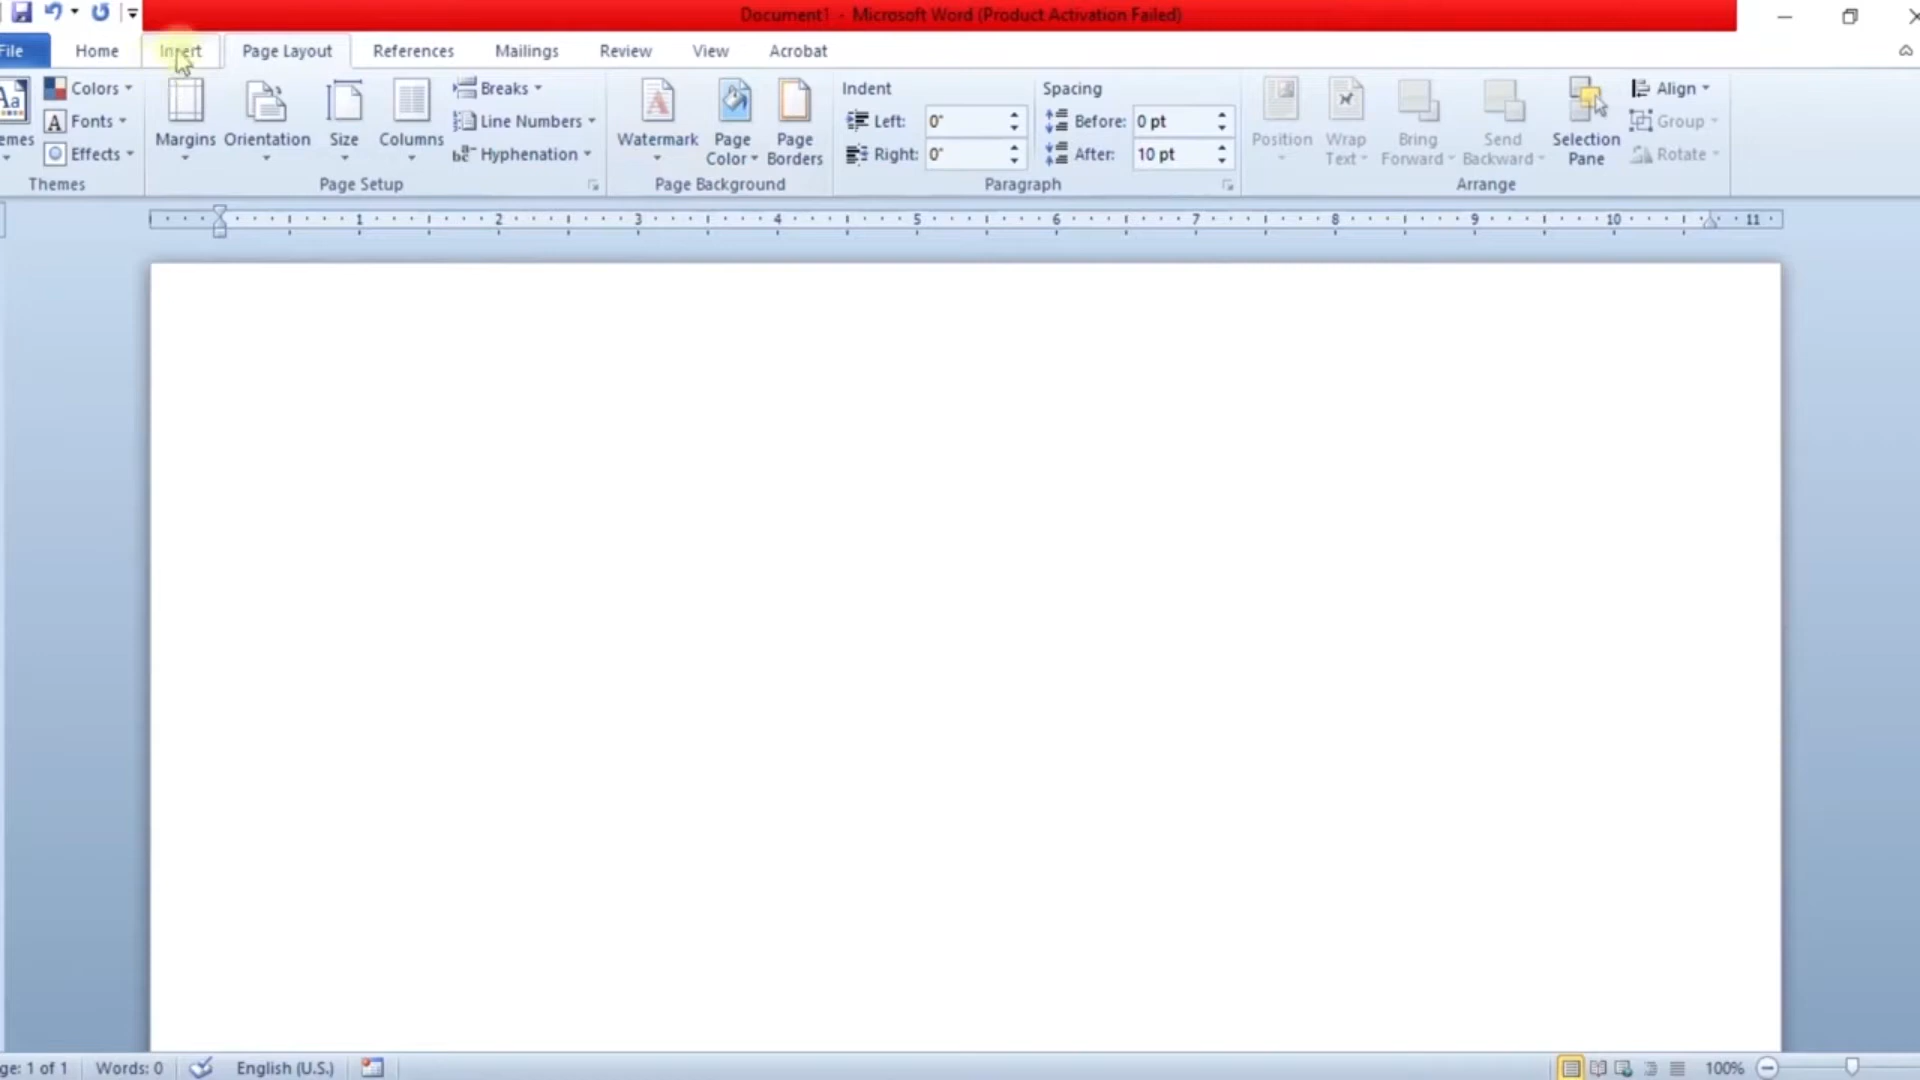 Document1 - Microsoft Word (Product Activation Failed)
File Home Insert Page Layout References Mailings Review View Acrobat
Colors Breaks Indent Spacing Align
Fonts Line Numbers Left: 0" Before: 0 pt Group
Margins Orientation Size Columns Watermark Page Color Page Borders Position Wrap Text Bring Forward Send Backward Selection Pane
Effects Hyphenation Right: 0" After: 10 pt Rotate
Themes Page Setup Page Background Paragraph Arrange
1 2 3 4 5 6 7 8 9 10 11
ge: 1 of 1 Words: 0 English (U.S.) 100%